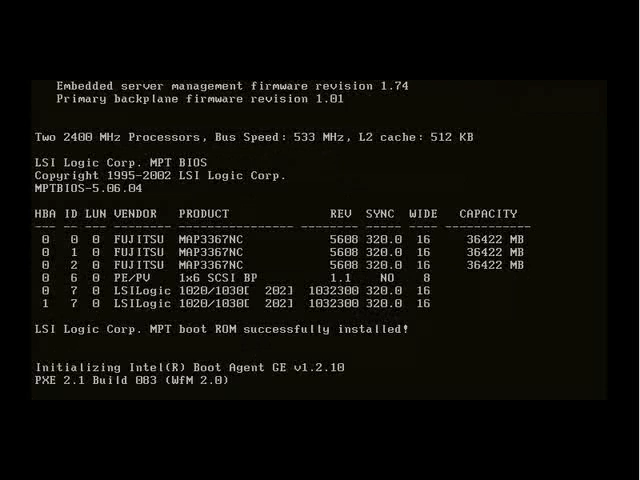 Embedded server management firmware revision 1.74
Primary backplane firmware revision 1.01
Two 2400 MHz Processors, Bus Speed: 533 MHz, L2 cache: 512 KB
LSI Logic Corp. MPT BIOS
Copyright 1995-2002 LSI Logic Corp.
MPTBIOS-5.06.04
HBA ID LUN VENDOR PRODUCT REV SYNC WIDE CAPACITY
--- -- --- -------- ---------------- -------- ----- ---- ------------
0 0 0 FUJITSU MAP3367NC 5608 320.0 16 36422 MB
0 1 0 FUJITSU MAP3367NC 5608 320.0 16 36422 MB
0 2 0 FUJITSU MAP3367NC 5608 320.0 16 36422 MB
0 6 0 PE/PV 1x6 SCSI BP 1.1 NO 8
0 7 0 LSILogic 1020/1030[ 202] 1032300 320.0 16
1 7 0 LSILogic 1020/1030[ 202] 1032300 320.0 16
LSI Logic Corp. MPT boot ROM successfully installed!
Initializing Intel(R) Boot Agent GE v1.2.10
PXE 2.1 Build 083 (WfM 2.0)